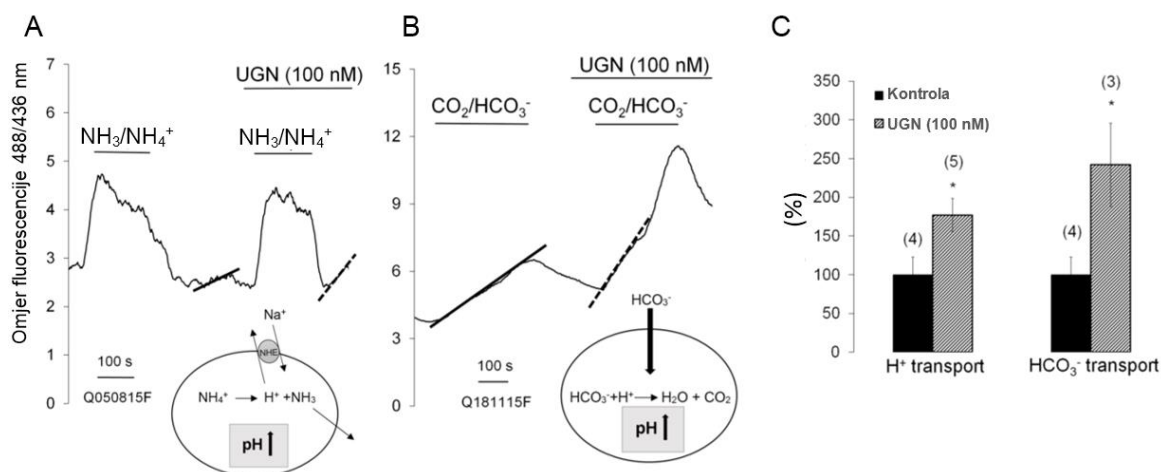 A
Omjer fluorescencije 488/436 nm
7
6
5
4
3
2
1
0
UGN (100 nM)
NH₃/NH₄⁺
NH₃/NH₄⁺
100 s
Q050815F
Na⁺
NHE
NH₄⁺ → H⁺ +NH₃
pH ↑
B
15
12
9
6
3
0
UGN (100 nM)
CO₂/HCO₃⁻
CO₂/HCO₃⁻
100 s
Q181115F
HCO₃⁻
HCO₃⁻+H⁺ → H₂O + CO₂
pH ↑
C
(%)
350
300
250
200
150
100
50
0
Kontrola
UGN (100 nM)
(4)
(5)
*
(4)
(3)
*
H⁺ transport
HCO₃⁻ transport